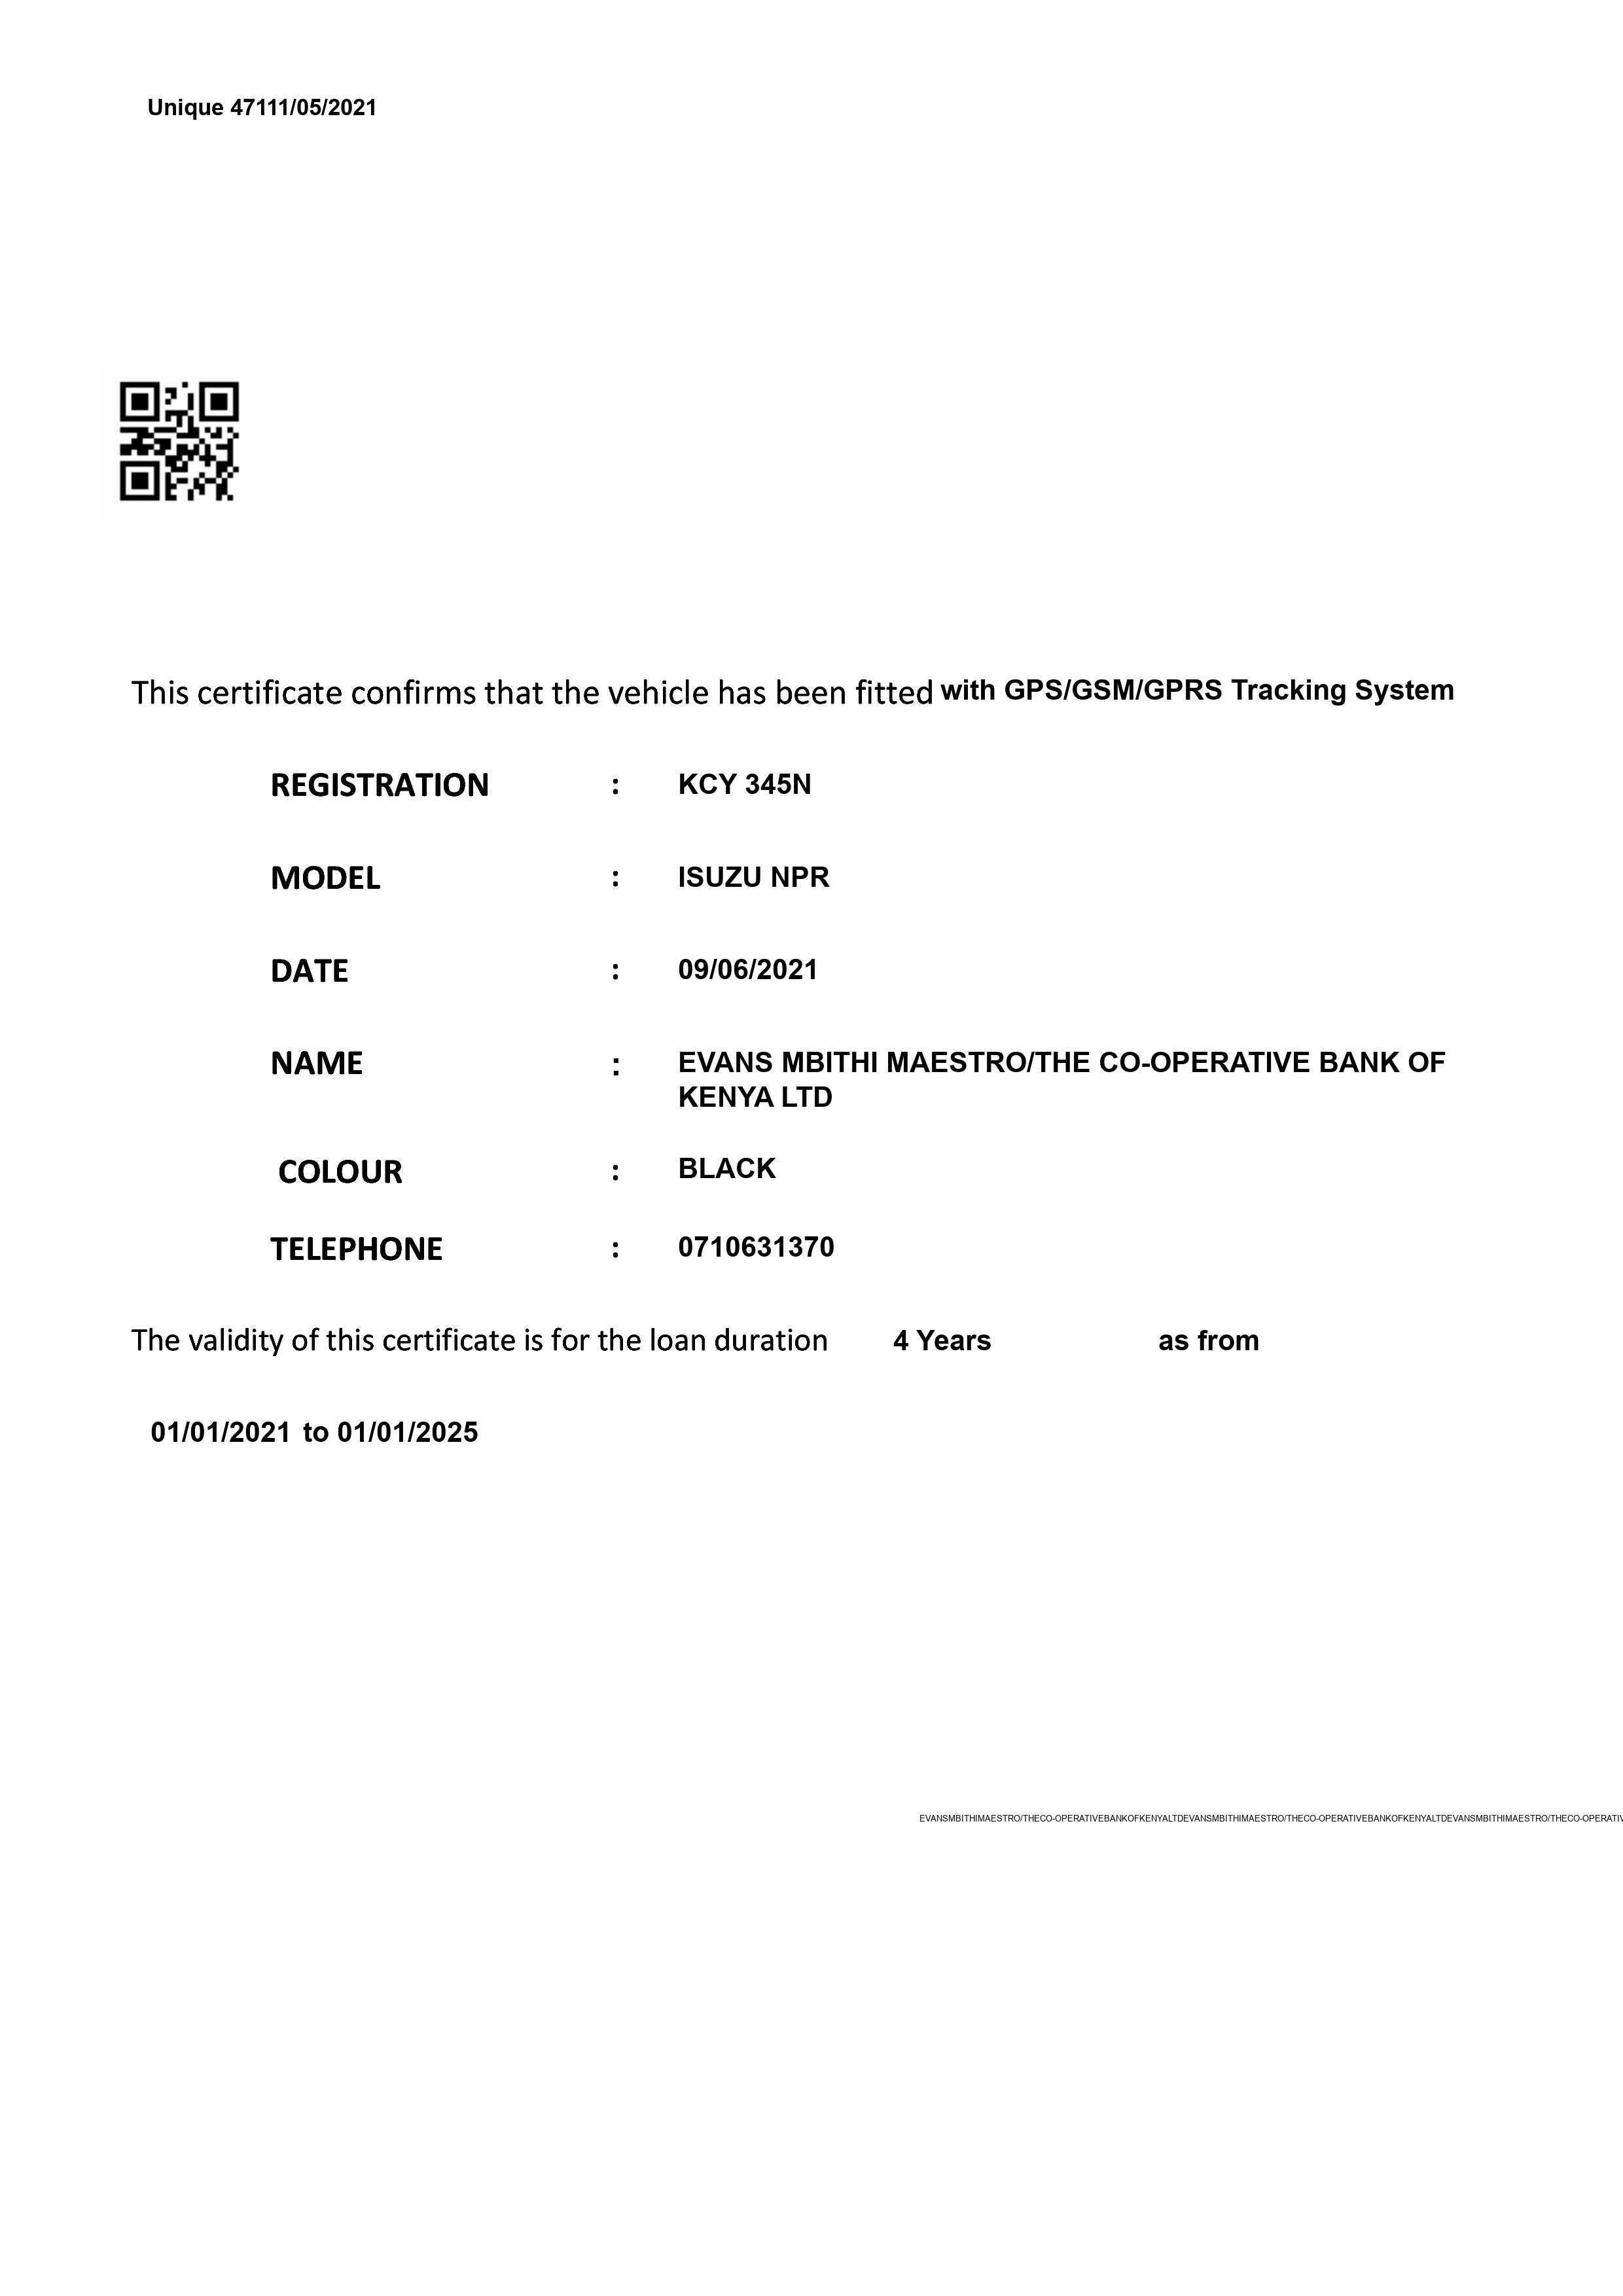 Unique 47111/05/2021
This certificate confirms that the vehicle has been fitted with GPS/GSM/GPRS Tracking System
REGISTRATION : KCY 345N
MODEL : ISUZU NPR
DATE : 09/06/2021
NAME : EVANS MBITHI MAESTRO/THE CO-OPERATIVE BANK OF
KENYA LTD
COLOUR : BLACK
TELEPHONE : 0710631370
The validity of this certificate is for the loan duration 4 Years as from
01/01/2021 to 01/01/2025
EVANSMBITHIMAESTRO/THECO-OPERATIVEBANKOFKENYALTDEVANSMBITHIMAESTRO/THECO-OPERATIVEBANKOFKENYALTDEVANSMBITHIMAESTRO/THECO-OPERATIV